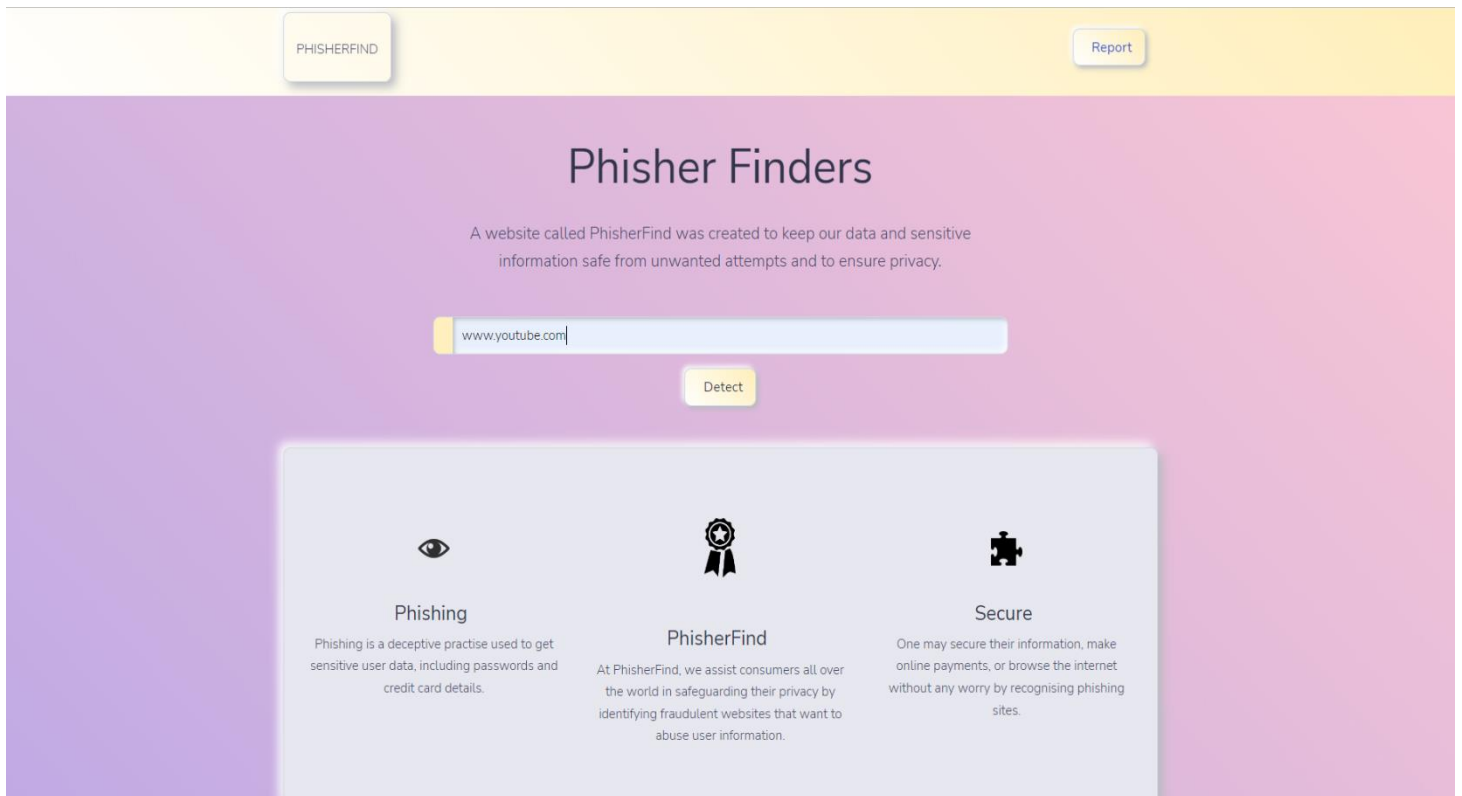 PHISHERFIND
Report
Phisher Finders
A website called PhisherFind was created to keep our data and sensitive
information safe from unwanted attempts and to ensure privacy.
www.youtube.com
Detect
Phishing
Phishing is a deceptive practise used to get
sensitive user data, including passwords and
credit card details.
PhisherFind
At PhisherFind, we assist consumers all over
the world in safeguarding their privacy by
identifying fraudulent websites that want to
abuse user information.
Secure
One may secure their information, make
online payments, or browse the internet
without any worry by recognising phishing
sites.